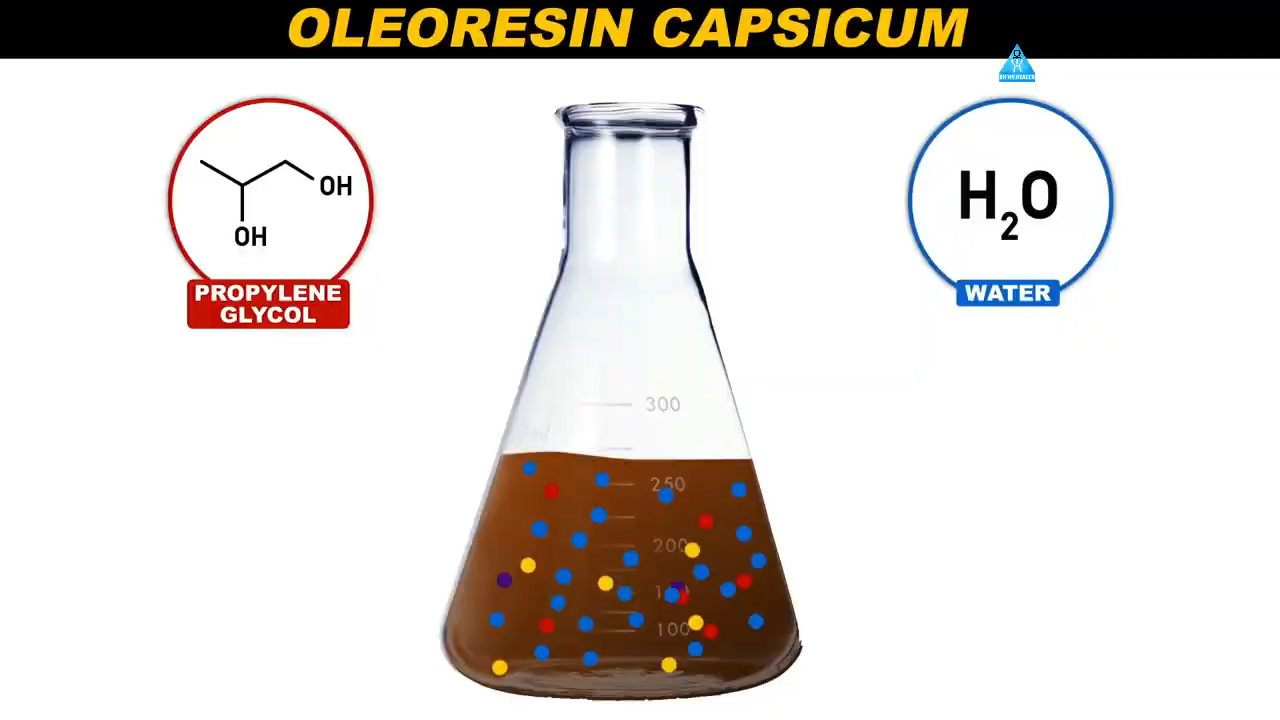 OLEORESIN CAPSICUM
OH
OH
PROPYLENE
GLYCOL
H2O
WATER
300
250
200
100